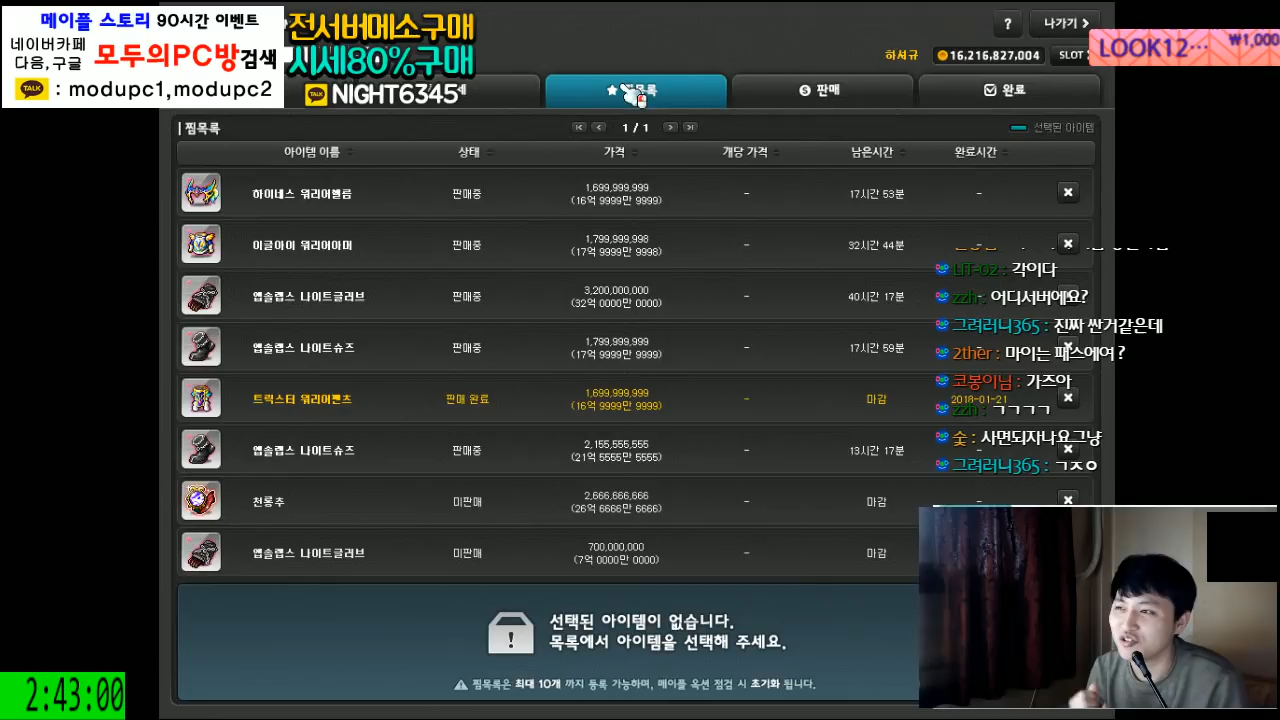 메이플 스토리 90시간 이벤트
네이버카페
다음,구글
모두의PC방검색
TALK : modupc1,modupc2
전서버메소구매
시세80%구매
TALK NIGHT6345
?
나가기
하서규
16,216,827,004
SLOT
LOOK12…
₩1,000
판매
완료
찜목록
1 / 1
선택된 아이템
아이템 이름 상태 가격 개당 가격 남은시간 완료시간
하이네스 워리어헬름 판매중 1,699,999,999 - 17시간 53분 -
(16억 9999만 9999)
이글아이 워리어아머 판매중 1,799,999,998 - 32시간 44분
(17억 9999만 9998)
앱솔랩스 나이트글러브 판매중 3,200,000,000 - 40시간 17분
(32억 0000만 0000)
앱솔랩스 나이트슈즈 판매중 1,799,999,999 - 17시간 59분
(17억 9999만 9999)
트릭스터 워리어팬츠 판매 완료 1,699,999,999 - 마감 2018-01-21
(16억 9999만 9999)
앱솔랩스 나이트슈즈 판매중 2,155,555,555 - 13시간 17분 -
(21억 5555만 5555)
천롱추 미판매 2,666,666,666 - 마감 -
(26억 6666만 6666)
앱솔랩스 나이트글러브 미판매 700,000,000 - 마감
(7억 0000만 0000)
LIT-02 : 각이다
zzh : 어디서버에요?
그려러니365 : 진짜 싼거같은데
2ther : 마이는 패스에여 ?
코봉이님 : 가즈아
zzh : ㄱㄱㄱㄱ
숯 : 사면되자나요그냥
그려러니365 : ㄱㅈㅇ
선택된 아이템이 없습니다.
목록에서 아이템을 선택해 주세요.
찜목록은 최대 10개 까지 등록 가능하며, 메이플 옥션 점검 시 초기화 됩니다.
2:43:00